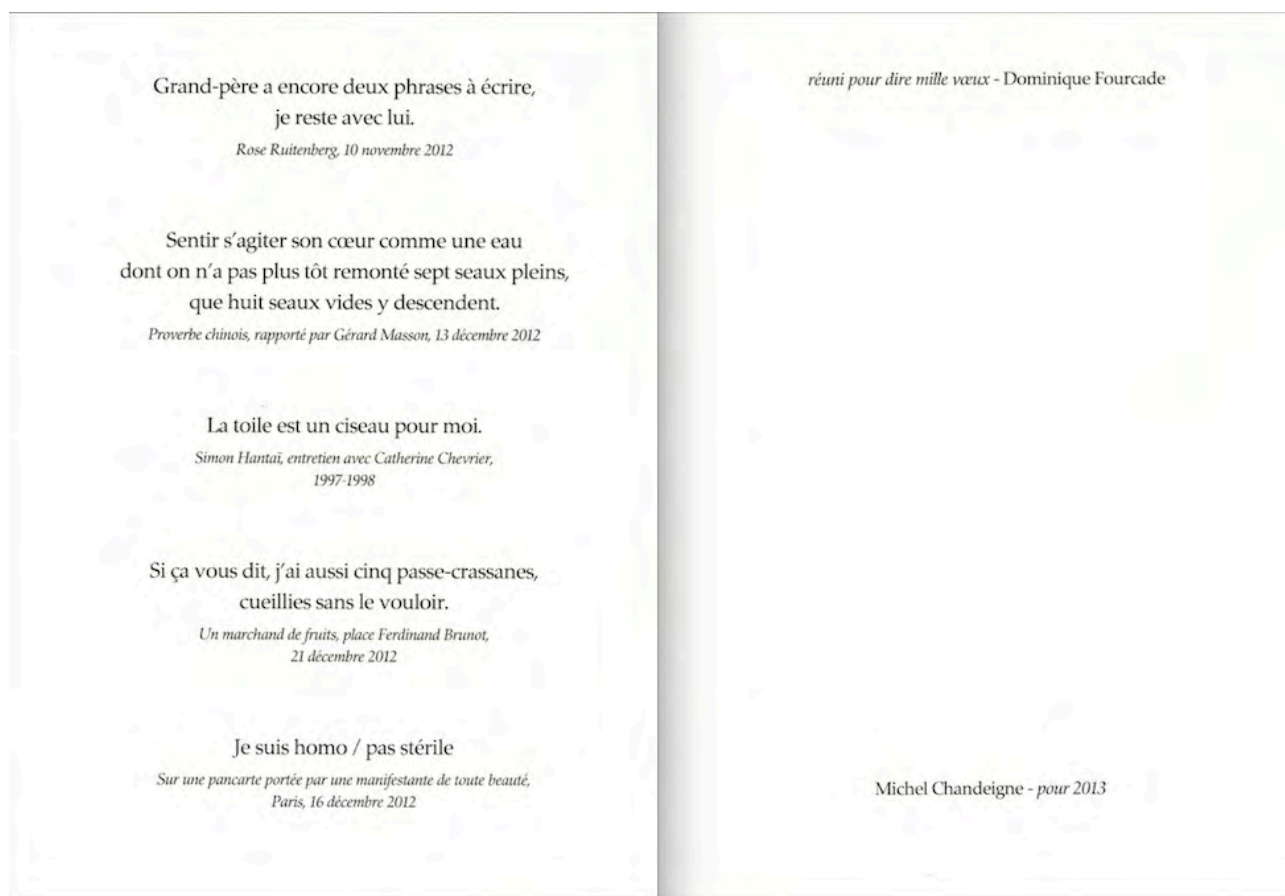 Grand-père a encore deux phrases à écrire,
je reste avec lui.
Rose Ruitenberg, 10 novembre 2012
Sentir s'agiter son cœur comme une eau
dont on n'a pas plus tôt remonté sept seaux pleins,
que huit seaux vides y descendent.
Proverbe chinois, rapporté par Gérard Masson, 13 décembre 2012
La toile est un ciseau pour moi.
Simon Hantaï, entretien avec Catherine Chevrier,
1997-1998
Si ça vous dit, j'ai aussi cinq passe-crassanes,
cueillies sans le vouloir.
Un marchand de fruits, place Ferdinand Brunot,
21 décembre 2012
Je suis homo / pas stérile
Sur une pancarte portée par une manifestante de toute beauté,
Paris, 16 décembre 2012
réuni pour dire mille vœux - Dominique Fourcade
Michel Chandeigne - pour 2013